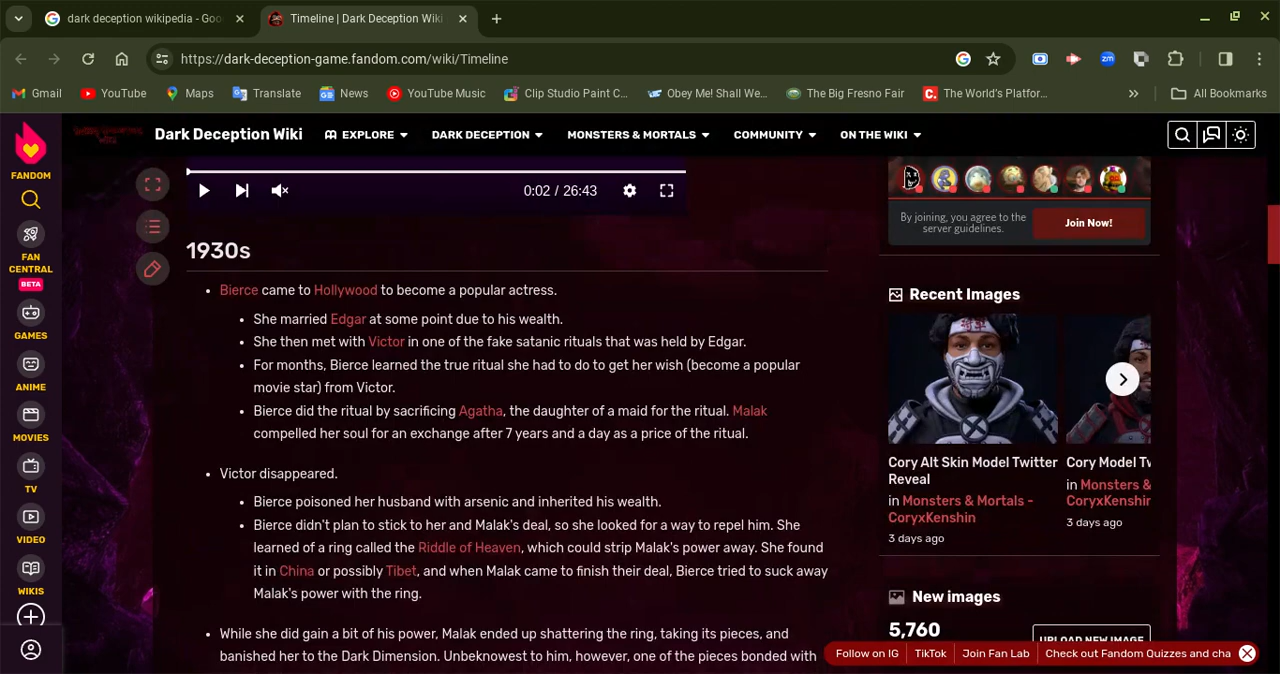 dark deception wikipedia - Goo
Timeline | Dark Deception Wiki
https://dark-deception-game.fandom.com/wiki/Timeline
Gmail YouTube Maps Translate News YouTube Music Clip Studio Paint C... Obey Me! Shall We... The Big Fresno Fair The World's Platfor... All Bookmarks
Dark Deception Wiki EXPLORE DARK DECEPTION MONSTERS & MORTALS COMMUNITY ON THE WIKI
FANDOM
FAN
CENTRAL
BETA
GAMES
ANIME
MOVIES
TV
VIDEO
WIKIS
0:02 / 26:43
1930s
• Bierce came to Hollywood to become a popular actress.
• She married Edgar at some point due to his wealth.
• She then met with Victor in one of the fake satanic rituals that was held by Edgar.
• For months, Bierce learned the true ritual she had to do to get her wish (become a popular
movie star) from Victor.
• Bierce did the ritual by sacrificing Agatha, the daughter of a maid for the ritual. Malak
compelled her soul for an exchange after 7 years and a day as a price of the ritual.
• Victor disappeared.
• Bierce poisoned her husband with arsenic and inherited his wealth.
• Bierce didn't plan to stick to her and Malak's deal, so she looked for a way to repel him. She
learned of a ring called the Riddle of Heaven, which could strip Malak's power away. She found
it in China or possibly Tibet, and when Malak came to finish their deal, Bierce tried to suck away
Malak's power with the ring.
• While she did gain a bit of his power, Malak ended up shattering the ring, taking its pieces, and
banished her to the Dark Dimension. Unbeknowest to him, however, one of the pieces bonded with
By joining, you agree to the
server guidelines.
Join Now!
Recent Images
Cory Alt Skin Model Twitter
Reveal
in Monsters & Mortals -
CoryxKenshin
3 days ago
Cory Model Tv
in Monsters &
CoryxKenshin
3 days ago
New images
5,760
UPLOAD NEW IMAGE
Follow on IG TikTok Join Fan Lab Check out Fandom Quizzes and cha